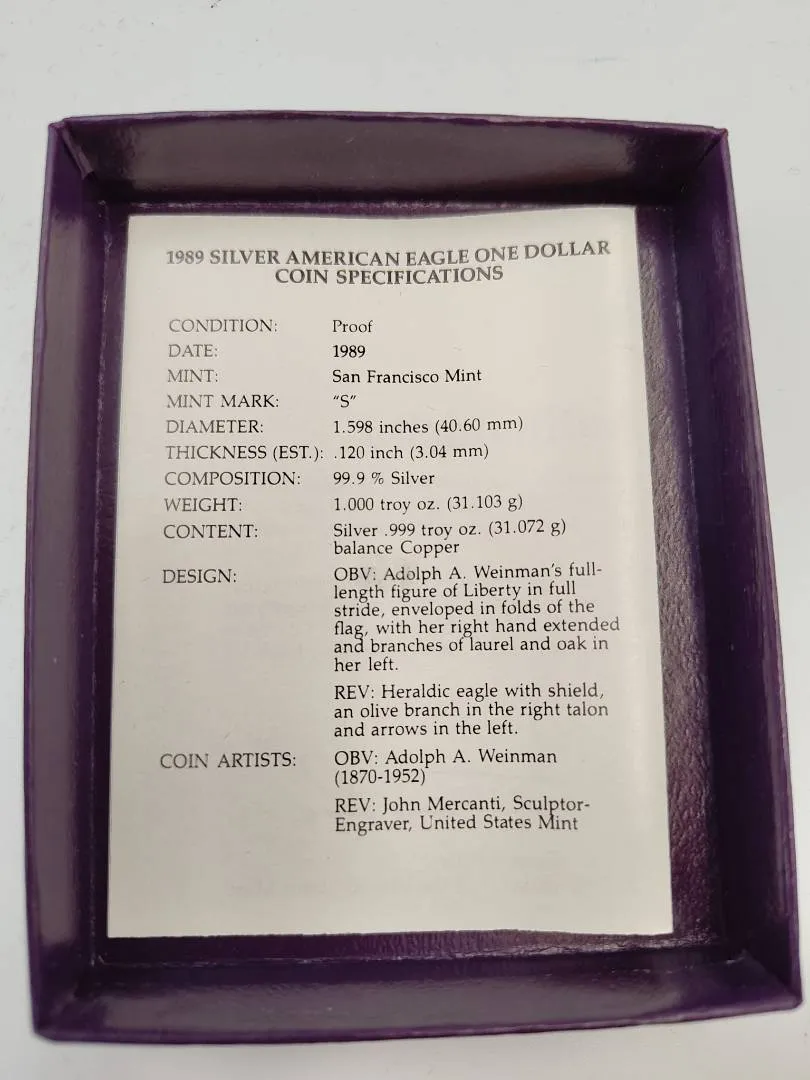 1989 SILVER AMERICAN EAGLE ONE DOLLAR
COIN SPECIFICATIONS
CONDITION: Proof
DATE: 1989
MINT: San Francisco Mint
MINT MARK: “S”
DIAMETER: 1.598 inches (40.60 mm)
THICKNESS (EST.): .120 inch (3.04 mm)
COMPOSITION: 99.9 % Silver
WEIGHT: 1.000 troy oz. (31.103 g)
CONTENT: Silver .999 troy oz. (31.072 g)
balance Copper
DESIGN: OBV: Adolph A. Weinman’s full-
length figure of Liberty in full
stride, enveloped in folds of the
flag, with her right hand extended
and branches of laurel and oak in
her left.
REV: Heraldic eagle with shield,
an olive branch in the right talon
and arrows in the left.
COIN ARTISTS: OBV: Adolph A. Weinman
(1870-1952)
REV: John Mercanti, Sculptor-
Engraver, United States Mint